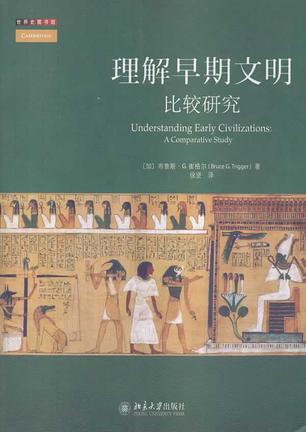 世界史图书馆
CAMBRIDGE
理解早期文明
比较研究
Understanding Early Civilizations:
A Comparative Study
〔加〕布鲁斯·G.崔格尔(Bruce G. Trigger) 著
徐坚 译
北京大学出版社
PEKING UNIVERSITY PRESS